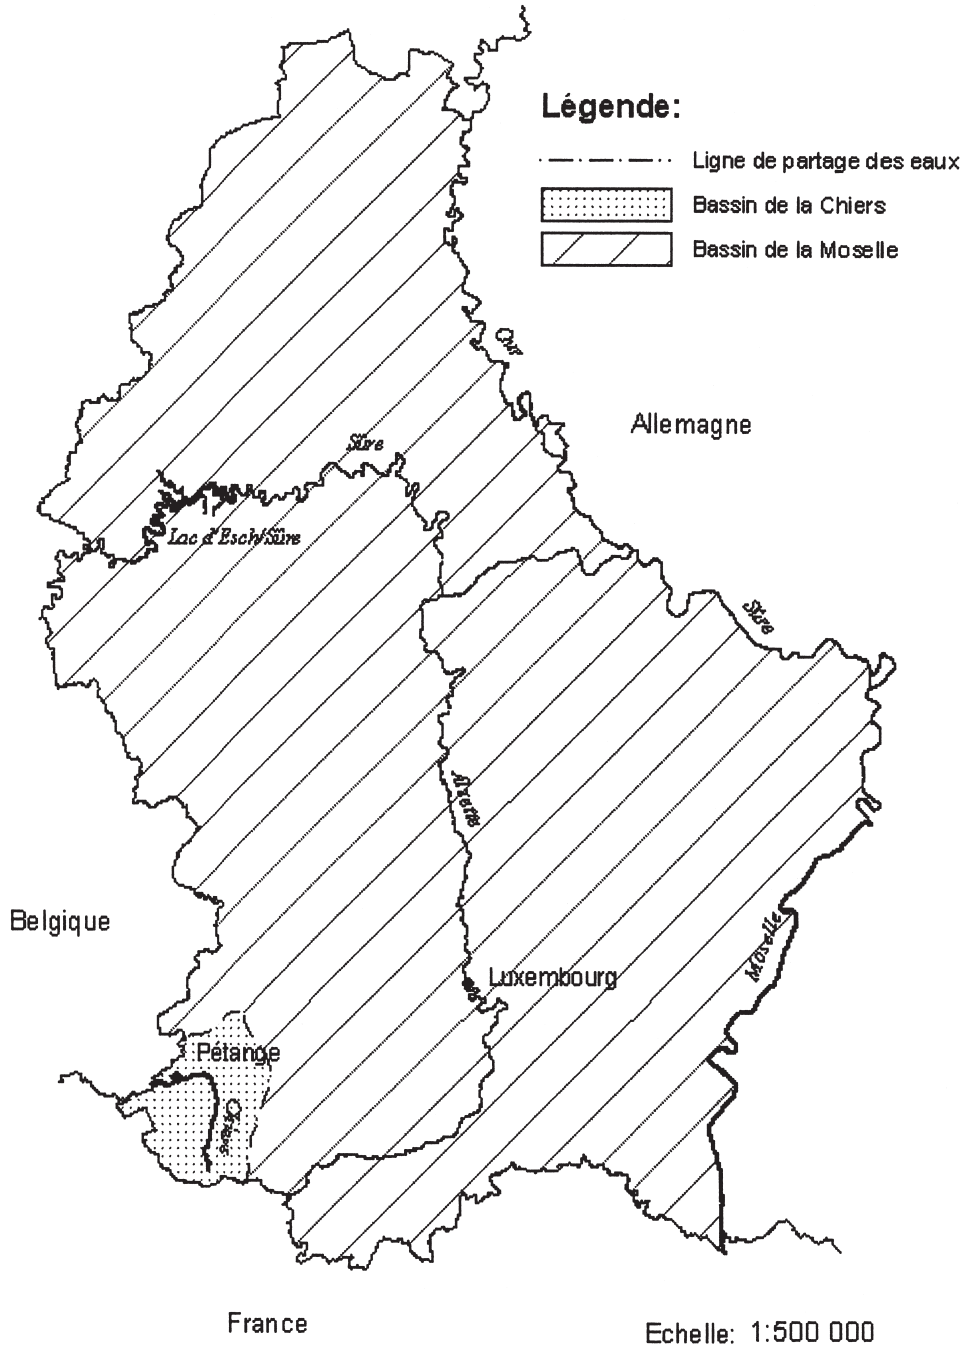 Légende:
Ligne de partage des eaux
Bassin de la Chiers
Bassin de la Moselle
Our
Allemagne
Sûre
Lac d'Esch/Sûre
Sûre
Alzette
Belgique
Moselle
Luxembourg
Pétange
Chiers
France
Echelle: 1:500 000